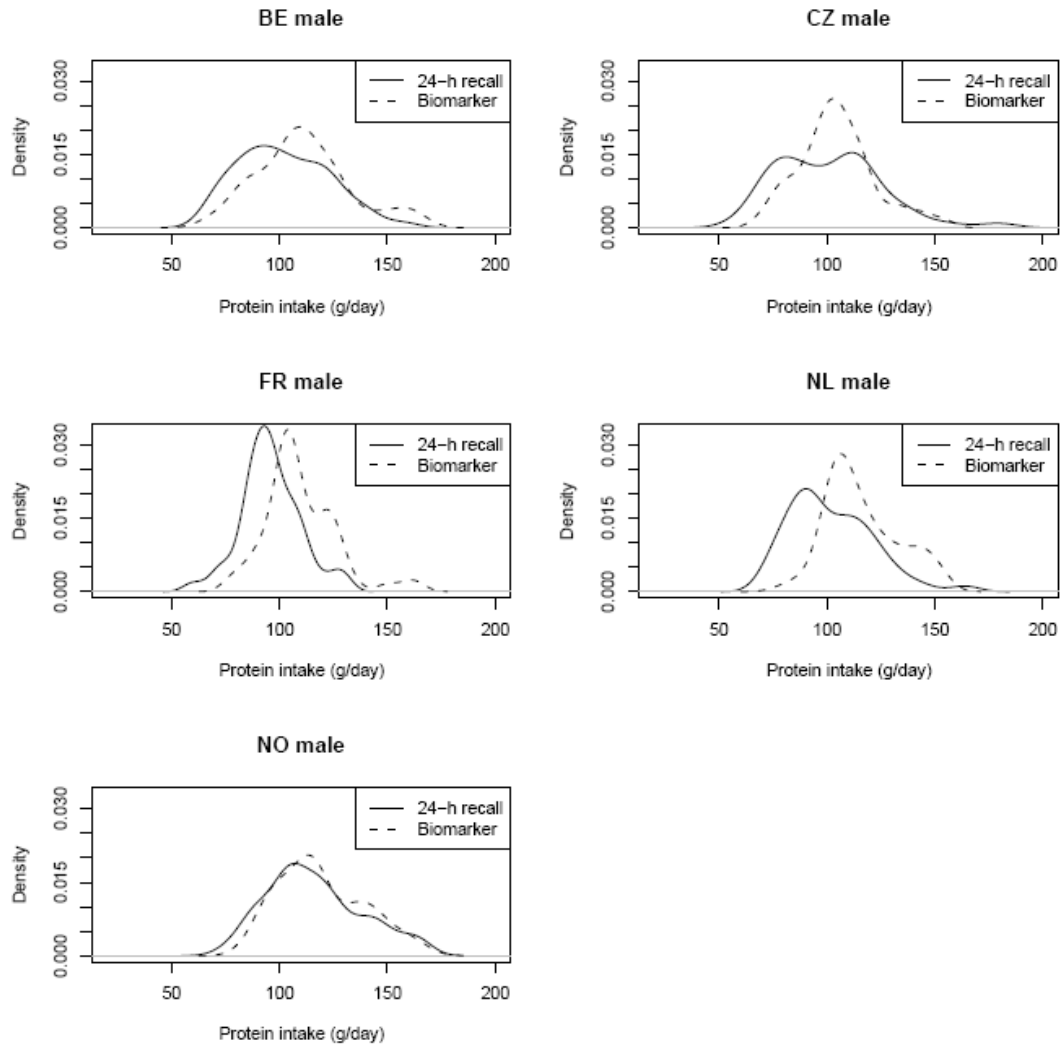 BE male
24-h recall
Biomarker
Density
0.000 0.015 0.030
50 100 150 200
Protein intake (g/day)
CZ male
24-h recall
Biomarker
Density
0.000 0.015 0.030
50 100 150 200
Protein intake (g/day)
FR male
24-h recall
Biomarker
Density
0.000 0.015 0.030
50 100 150 200
Protein intake (g/day)
NL male
24-h recall
Biomarker
Density
0.000 0.015 0.030
50 100 150 200
Protein intake (g/day)
NO male
24-h recall
Biomarker
Density
0.000 0.015 0.030
50 100 150 200
Protein intake (g/day)